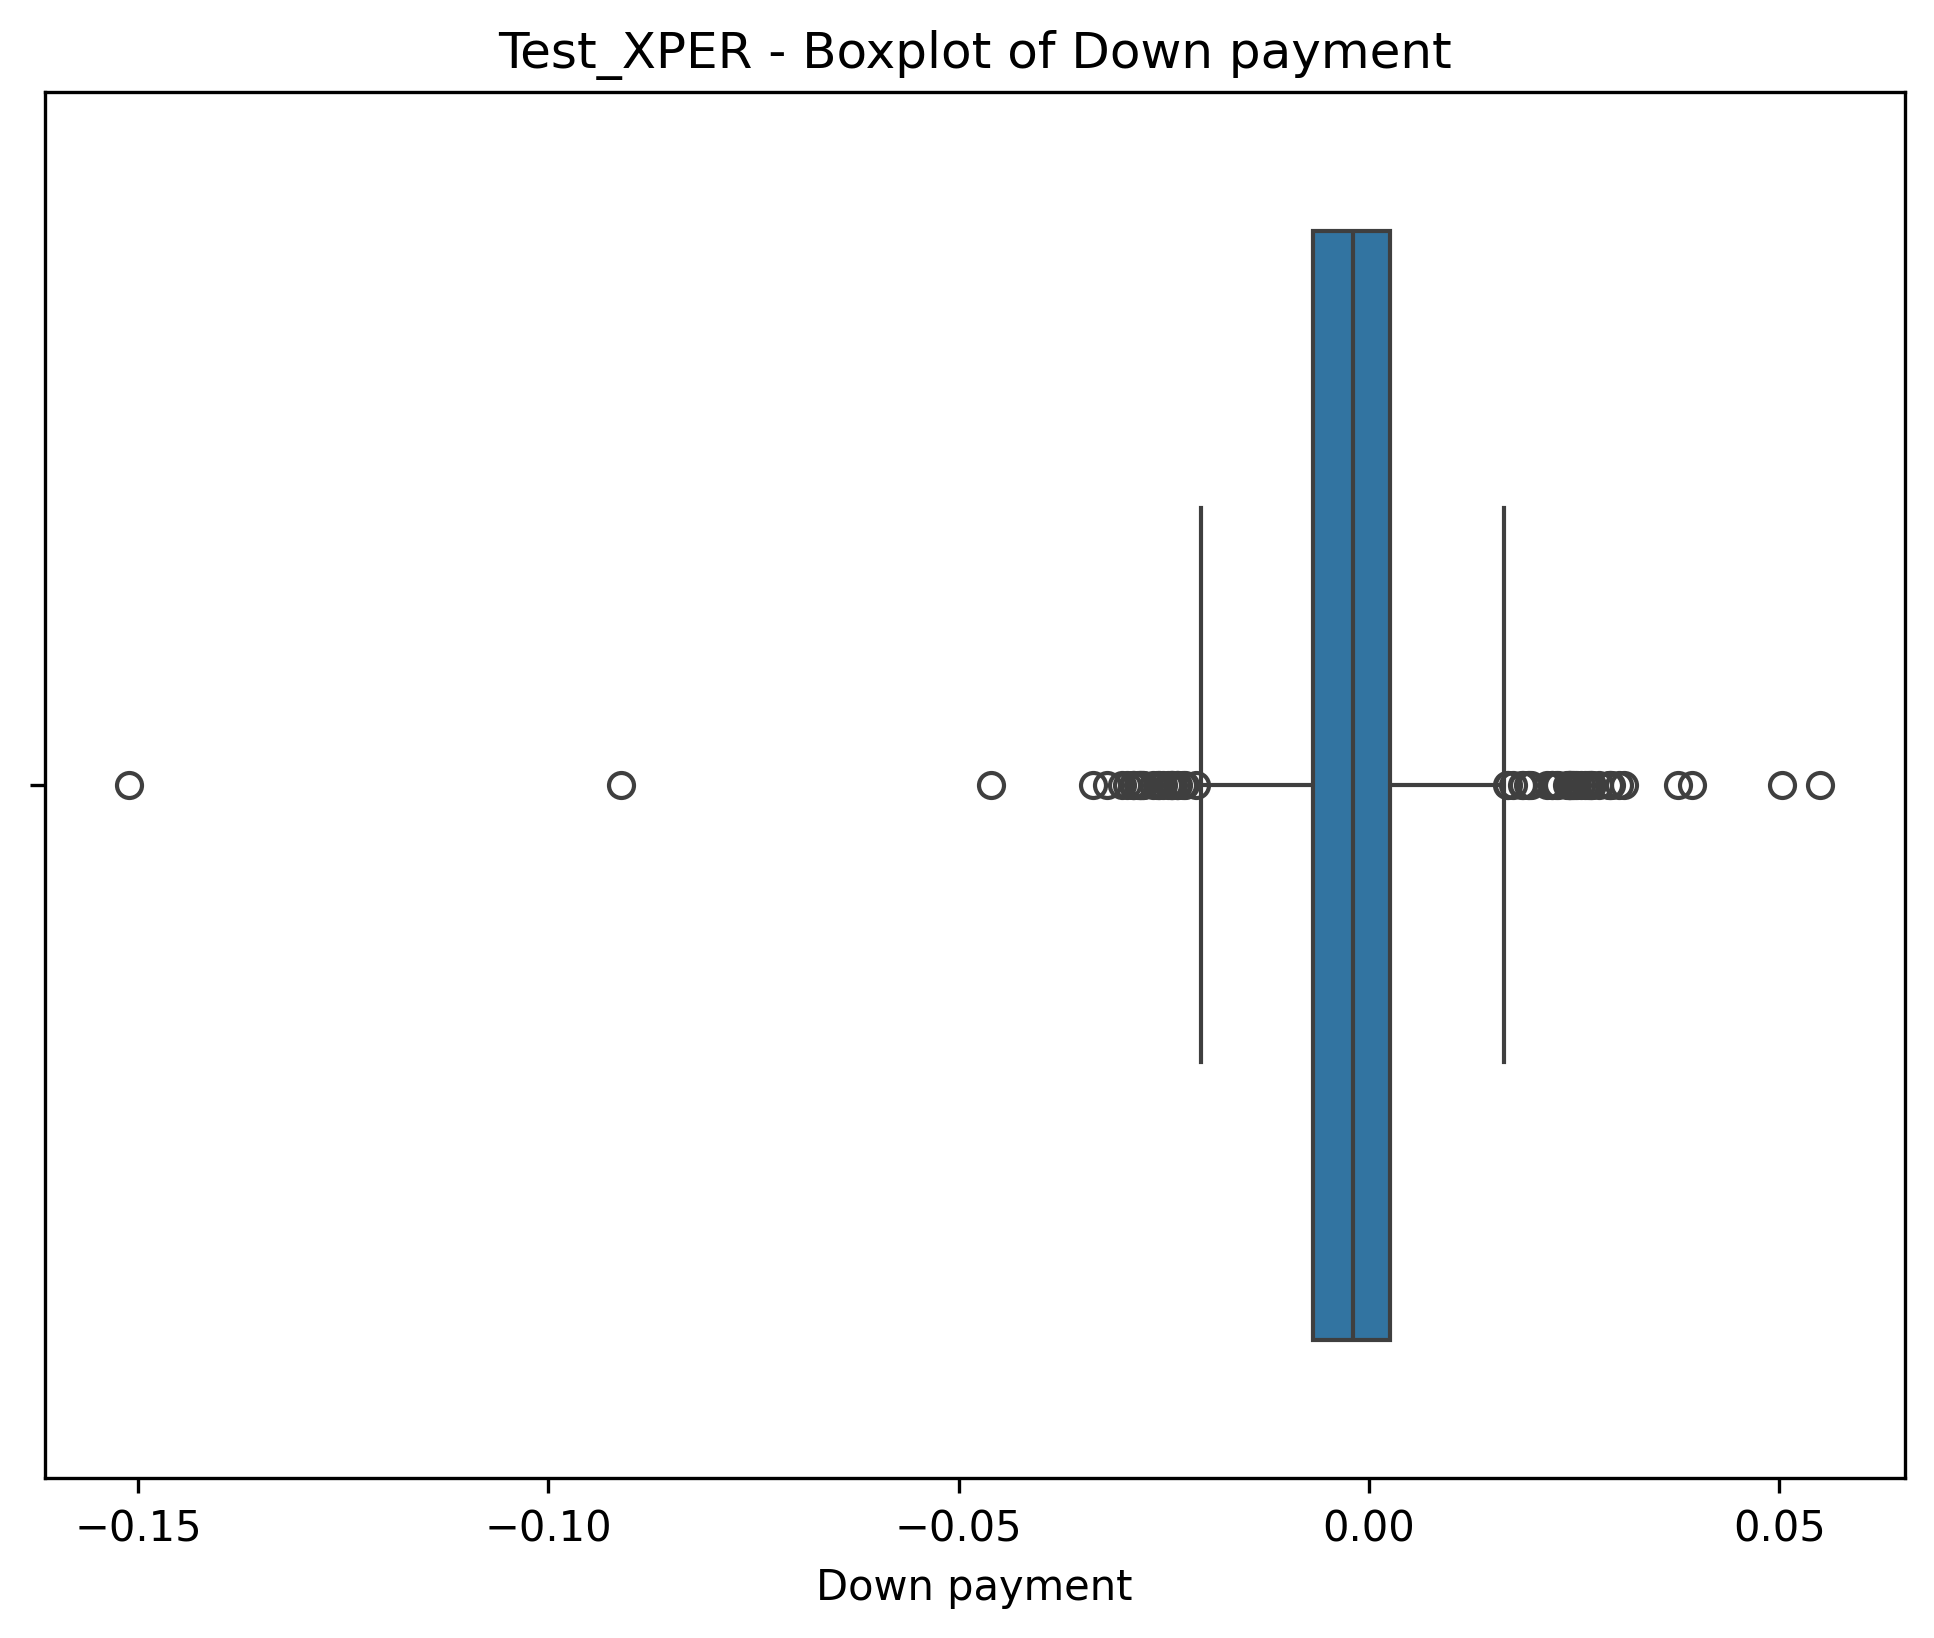 Test_XPER - Boxplot of Down payment
−0.15 −0.10 −0.05 0.00 0.05
Down payment